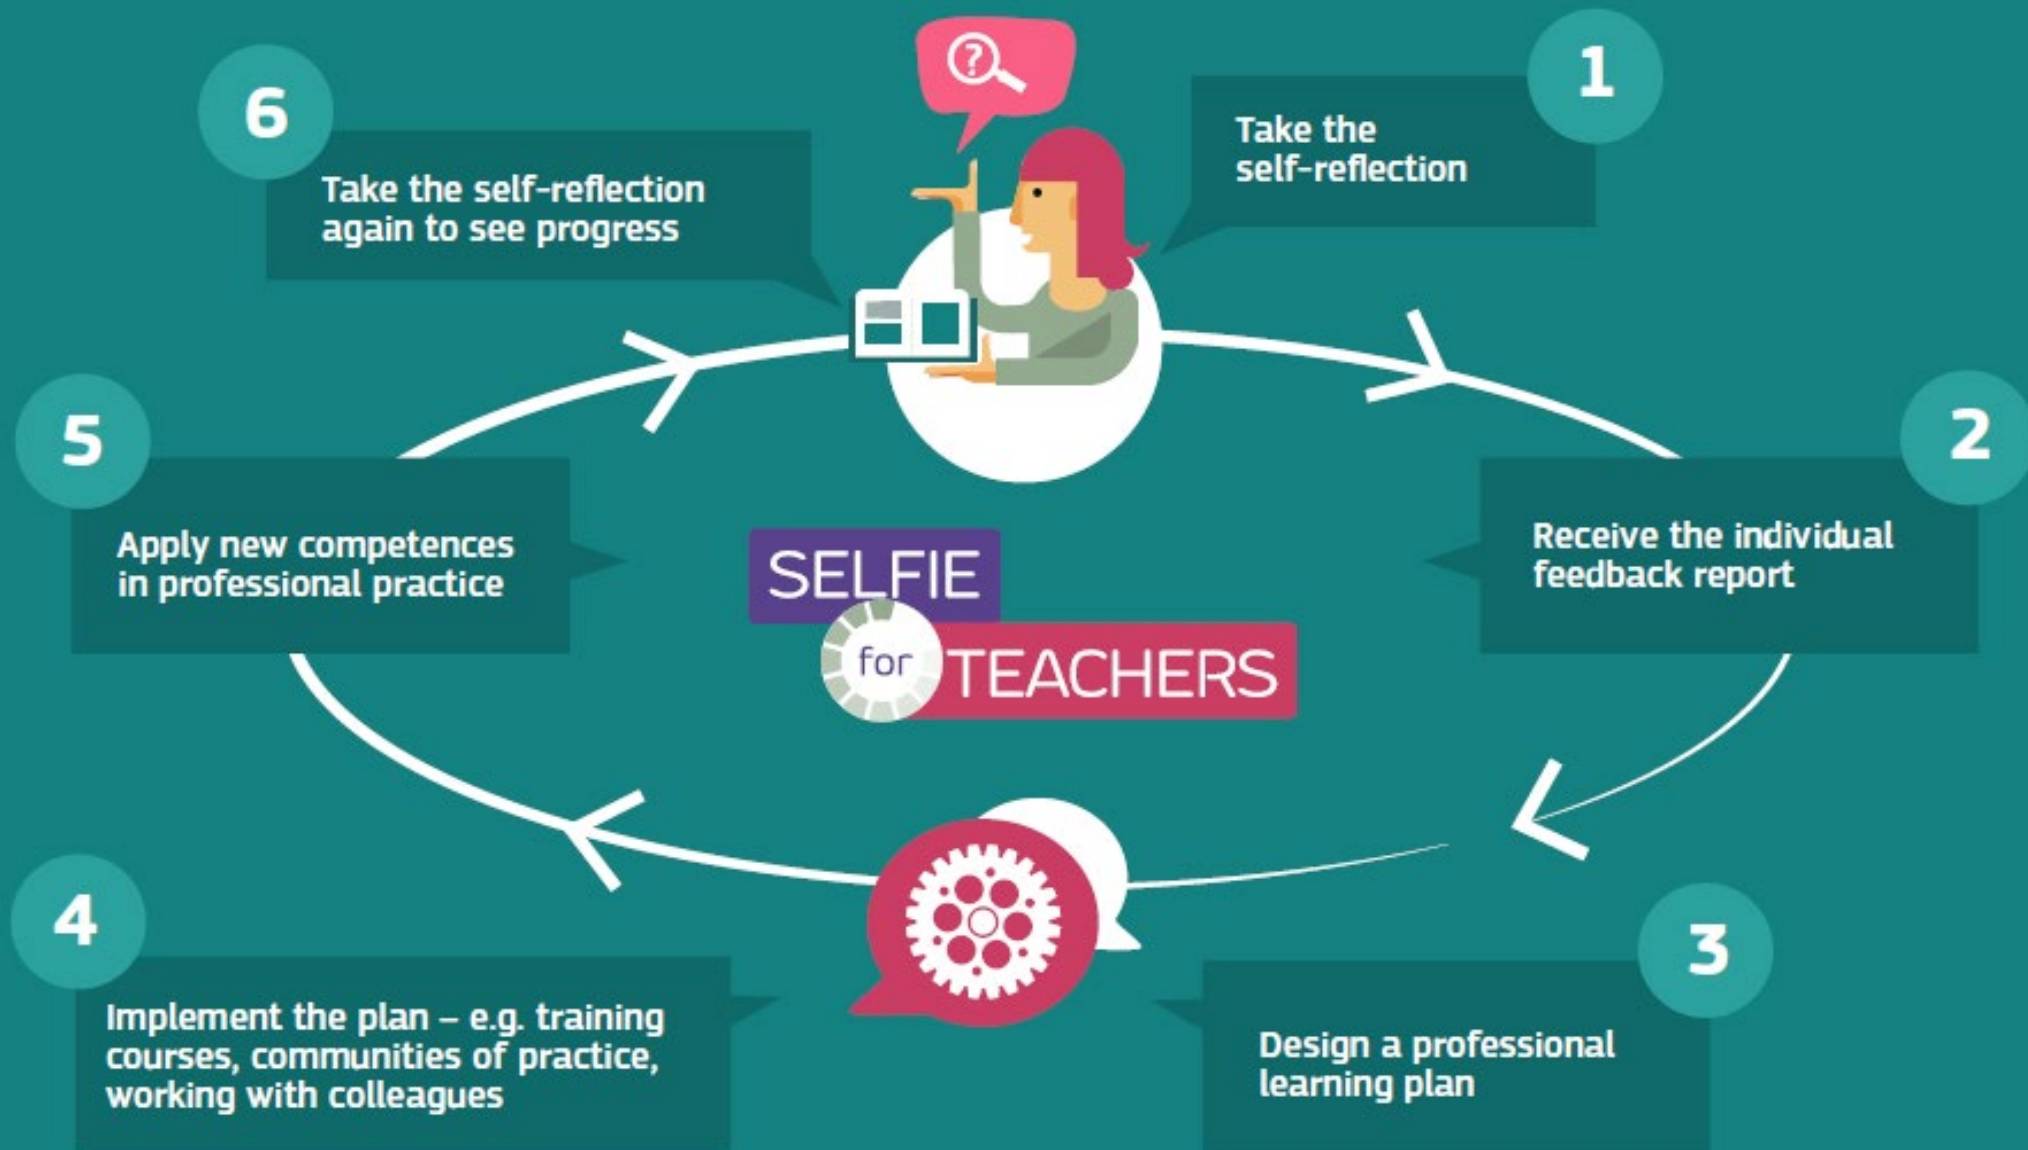 1
Take the
self-reflection
2
Receive the individual
feedback report
3
Design a professional
learning plan
4
Implement the plan – e.g. training
courses, communities of practice,
working with colleagues
5
Apply new competences
in professional practice
6
Take the self-reflection
again to see progress
?
SELFIE
for TEACHERS